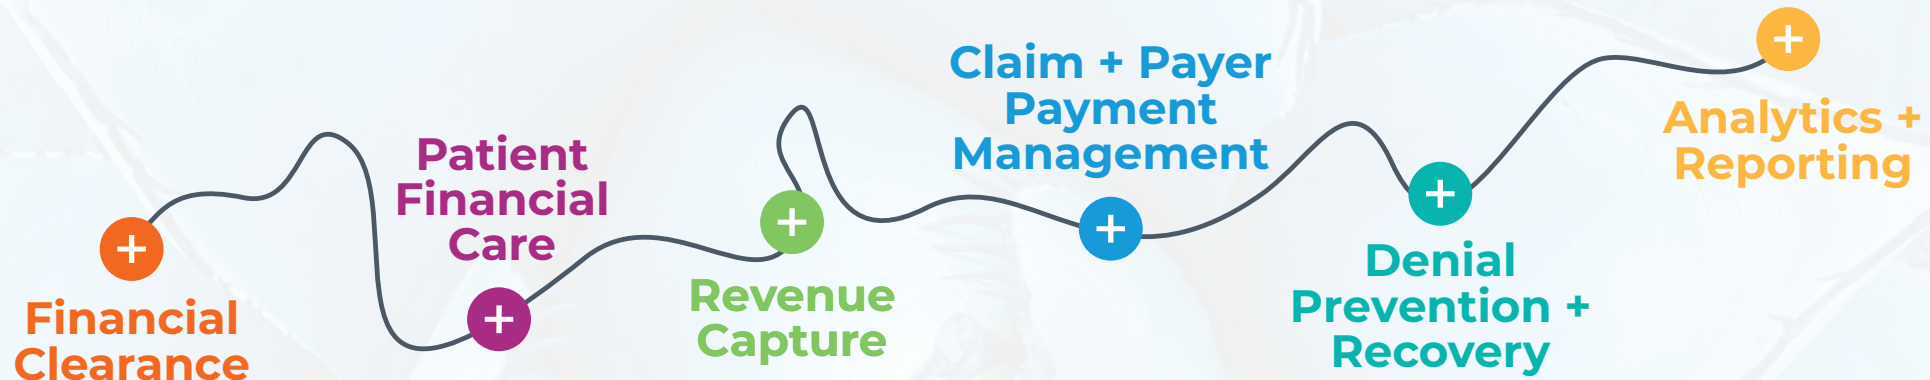 Financial
Clearance
Patient
Financial
Care
Revenue
Capture
Claim + Payer
Payment
Management
Denial
Prevention +
Recovery
Analytics +
Reporting